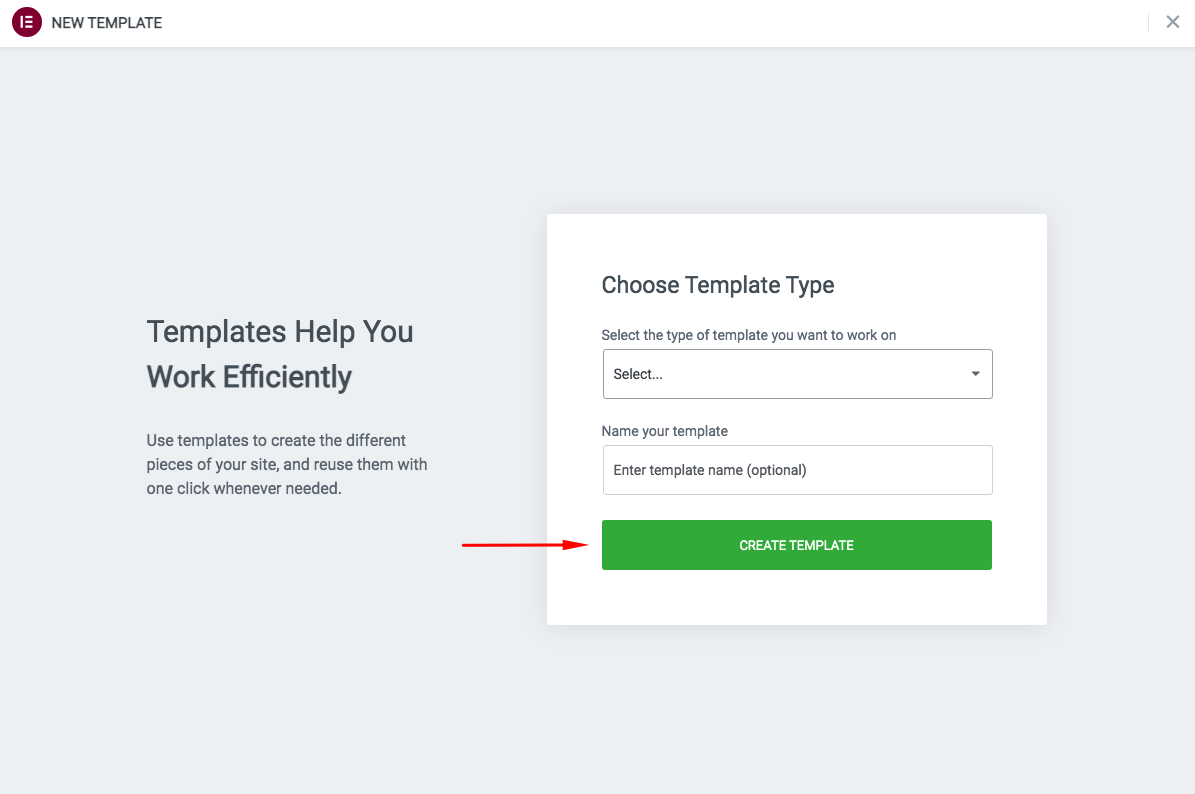 NEW TEMPLATE
Templates Help You
Work Efficiently
Use templates to create the different
pieces of your site, and reuse them with
one click whenever needed.
Choose Template Type
Select the type of template you want to work on
Select...
Name your template
Enter template name (optional)
CREATE TEMPLATE